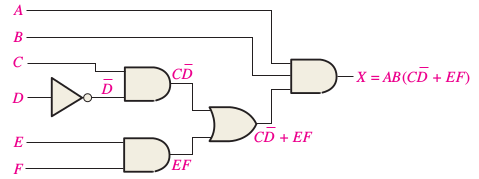 A
B
C
CD̅
D
D̅
X = AB(CD̅ + EF)
E
CD̅ + EF
F
EF